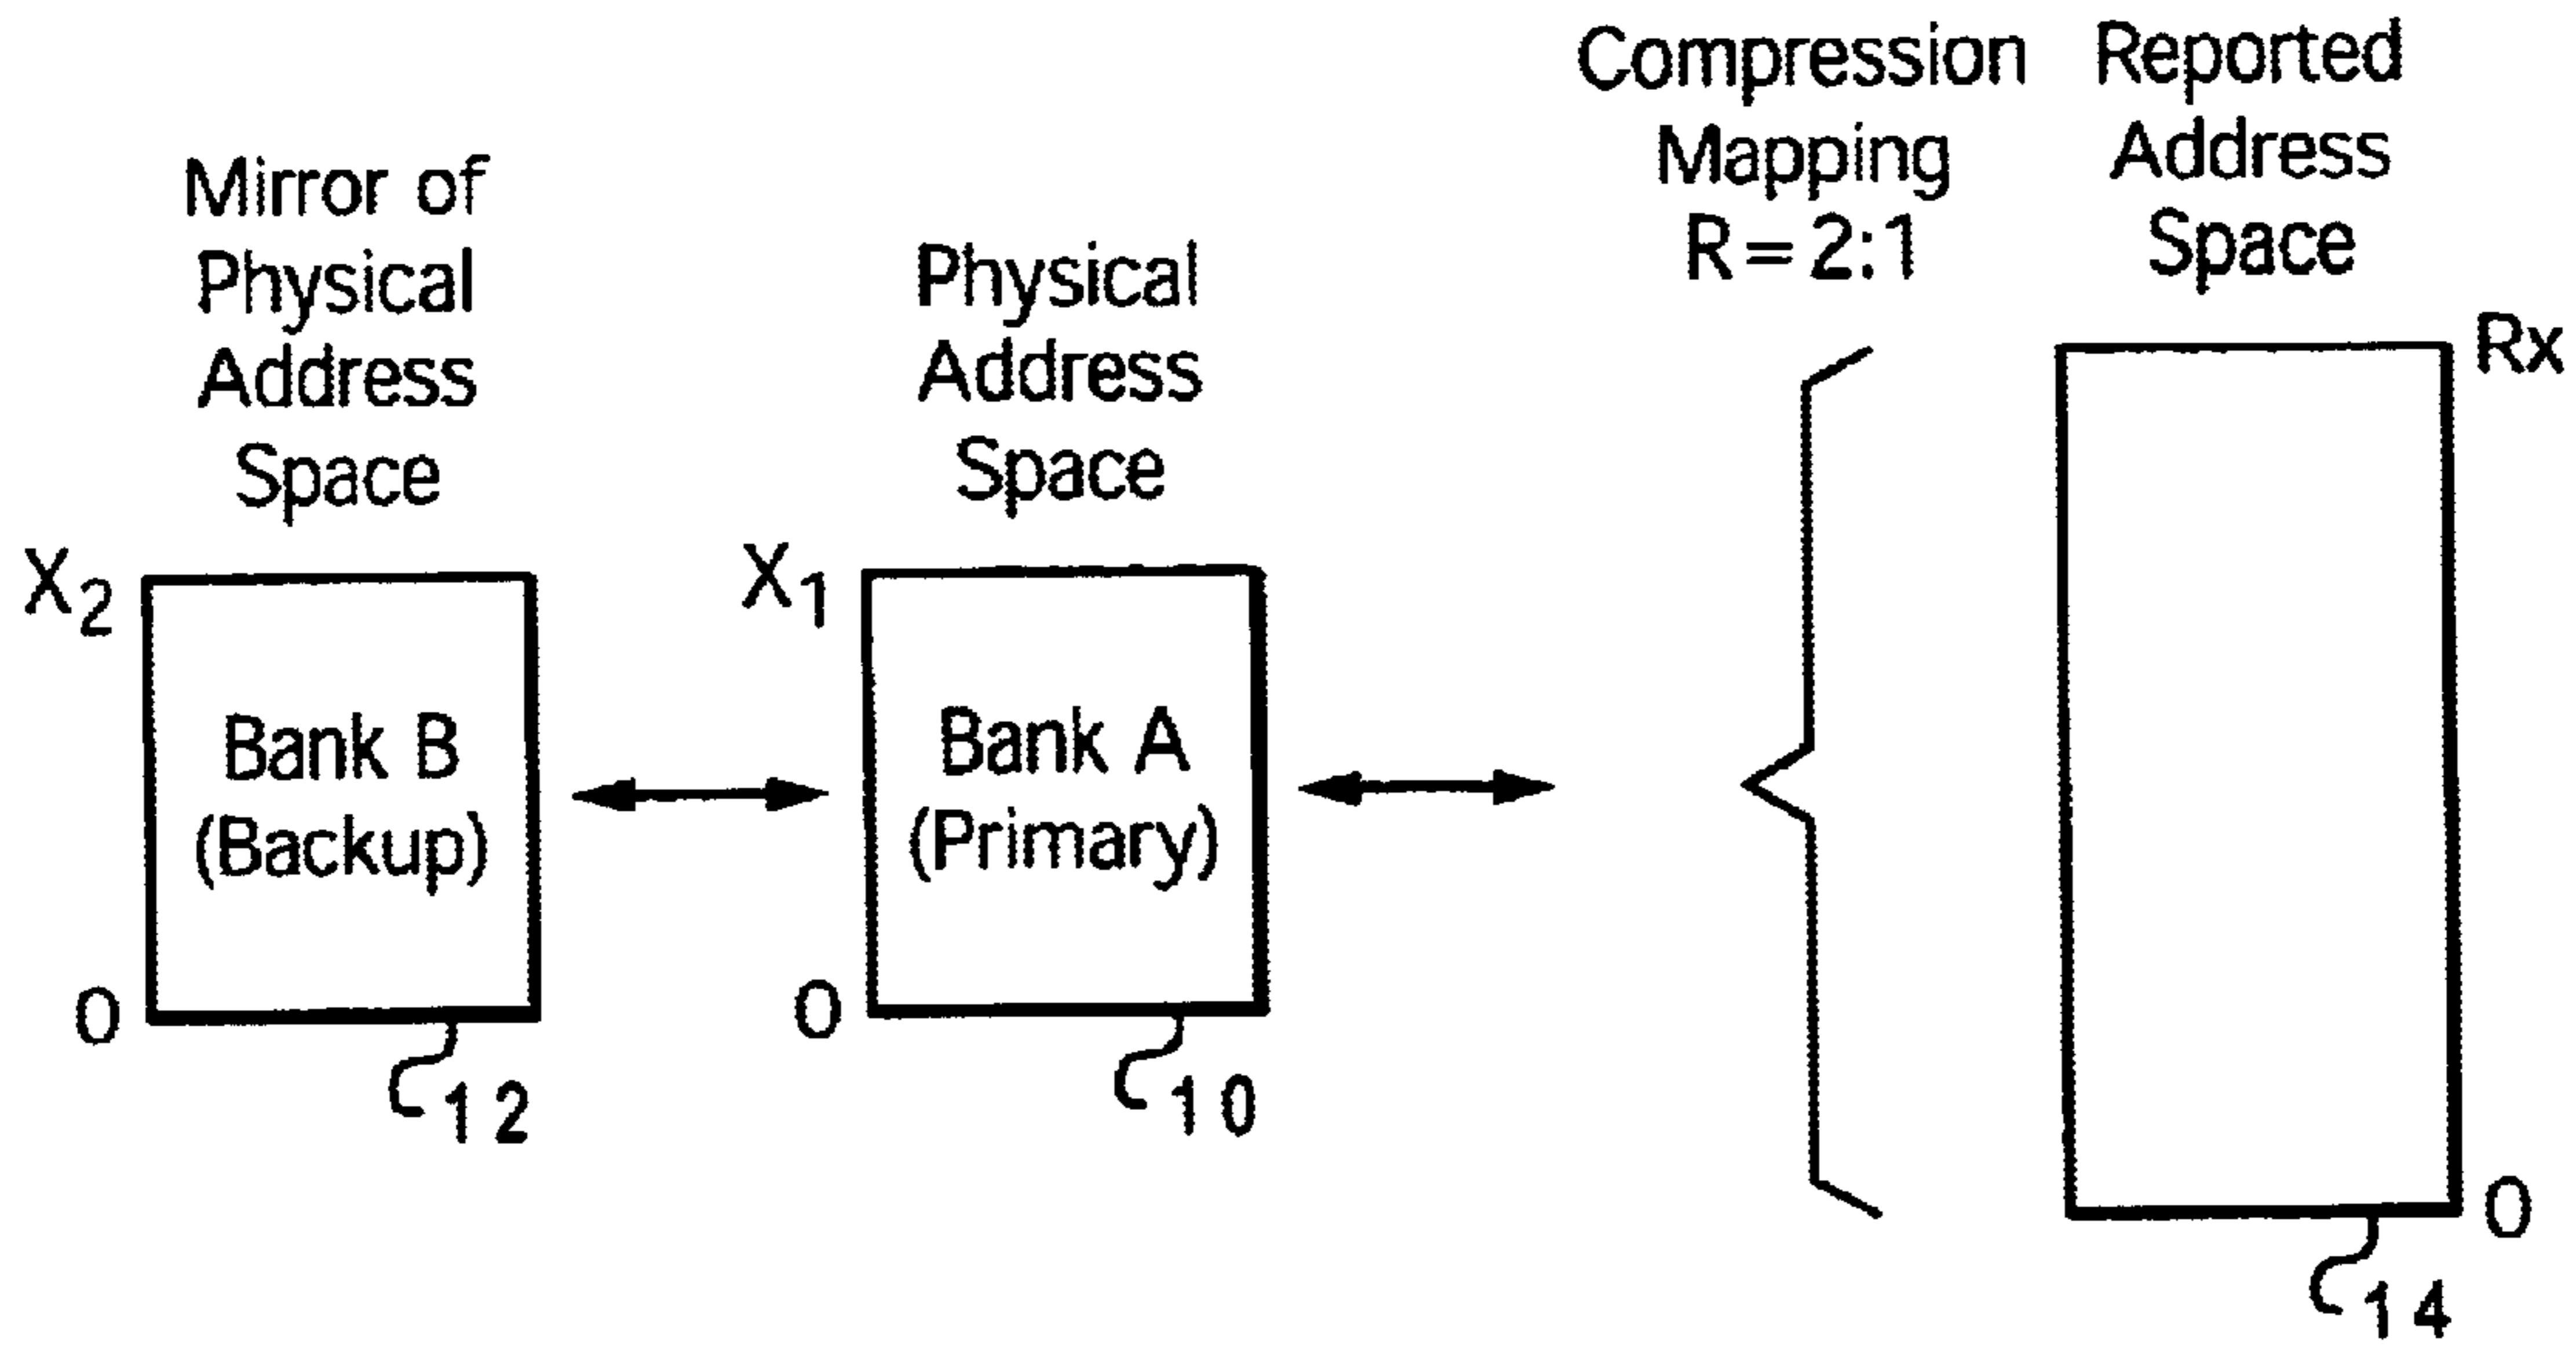 Mirror of
Physical
Address
Space
X2
Bank B
(Backup)
0
12
Physical
Address
Space
X1
Bank A
(Primary)
0
10
Compression
Mapping
R=2:1
Reported
Address
Space
Rx
0
14